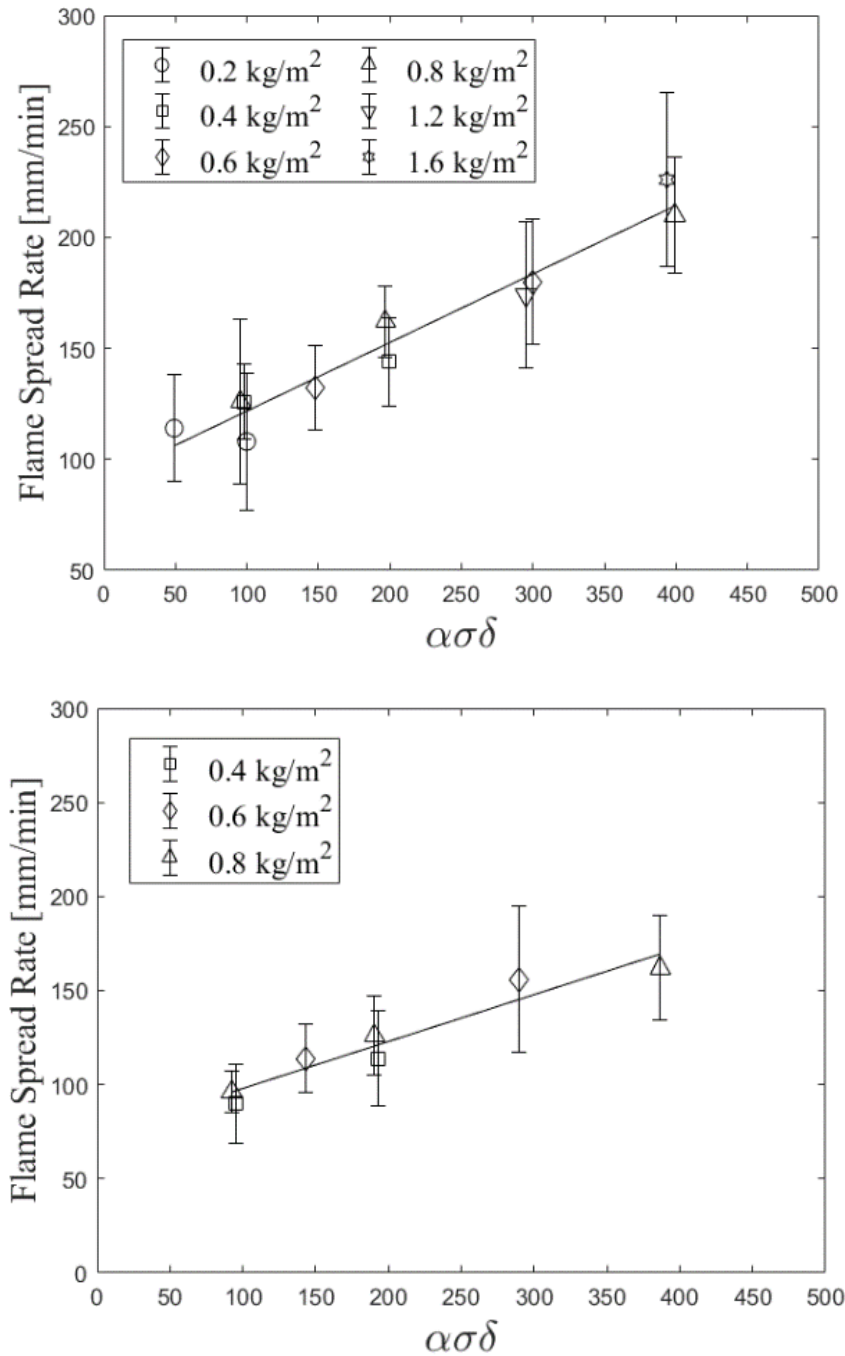 300
250
200
150
100
50
Flame Spread Rate [mm/min]
0.2 kg/m²
0.4 kg/m²
0.6 kg/m²
0.8 kg/m²
1.2 kg/m²
1.6 kg/m²
0 50 100 150 200 250 300 350 400 450 500
ασδ
300
250
200
150
100
50
0
Flame Spread Rate [mm/min]
0.4 kg/m²
0.6 kg/m²
0.8 kg/m²
0 50 100 150 200 250 300 350 400 450 500
ασδ